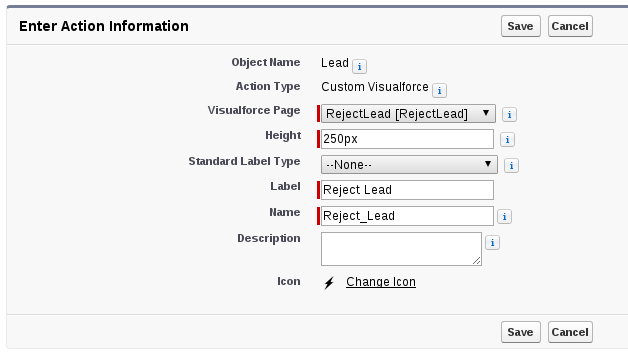 Enter Action Information Save Cancel
Object Name Lead i
Action Type Custom Visualforce i
Visualforce Page RejectLead [RejectLead] i
Height 250px i
Standard Label Type --None-- i
Label Reject Lead
Name Reject_Lead i
Description i
Icon Change Icon
Save Cancel